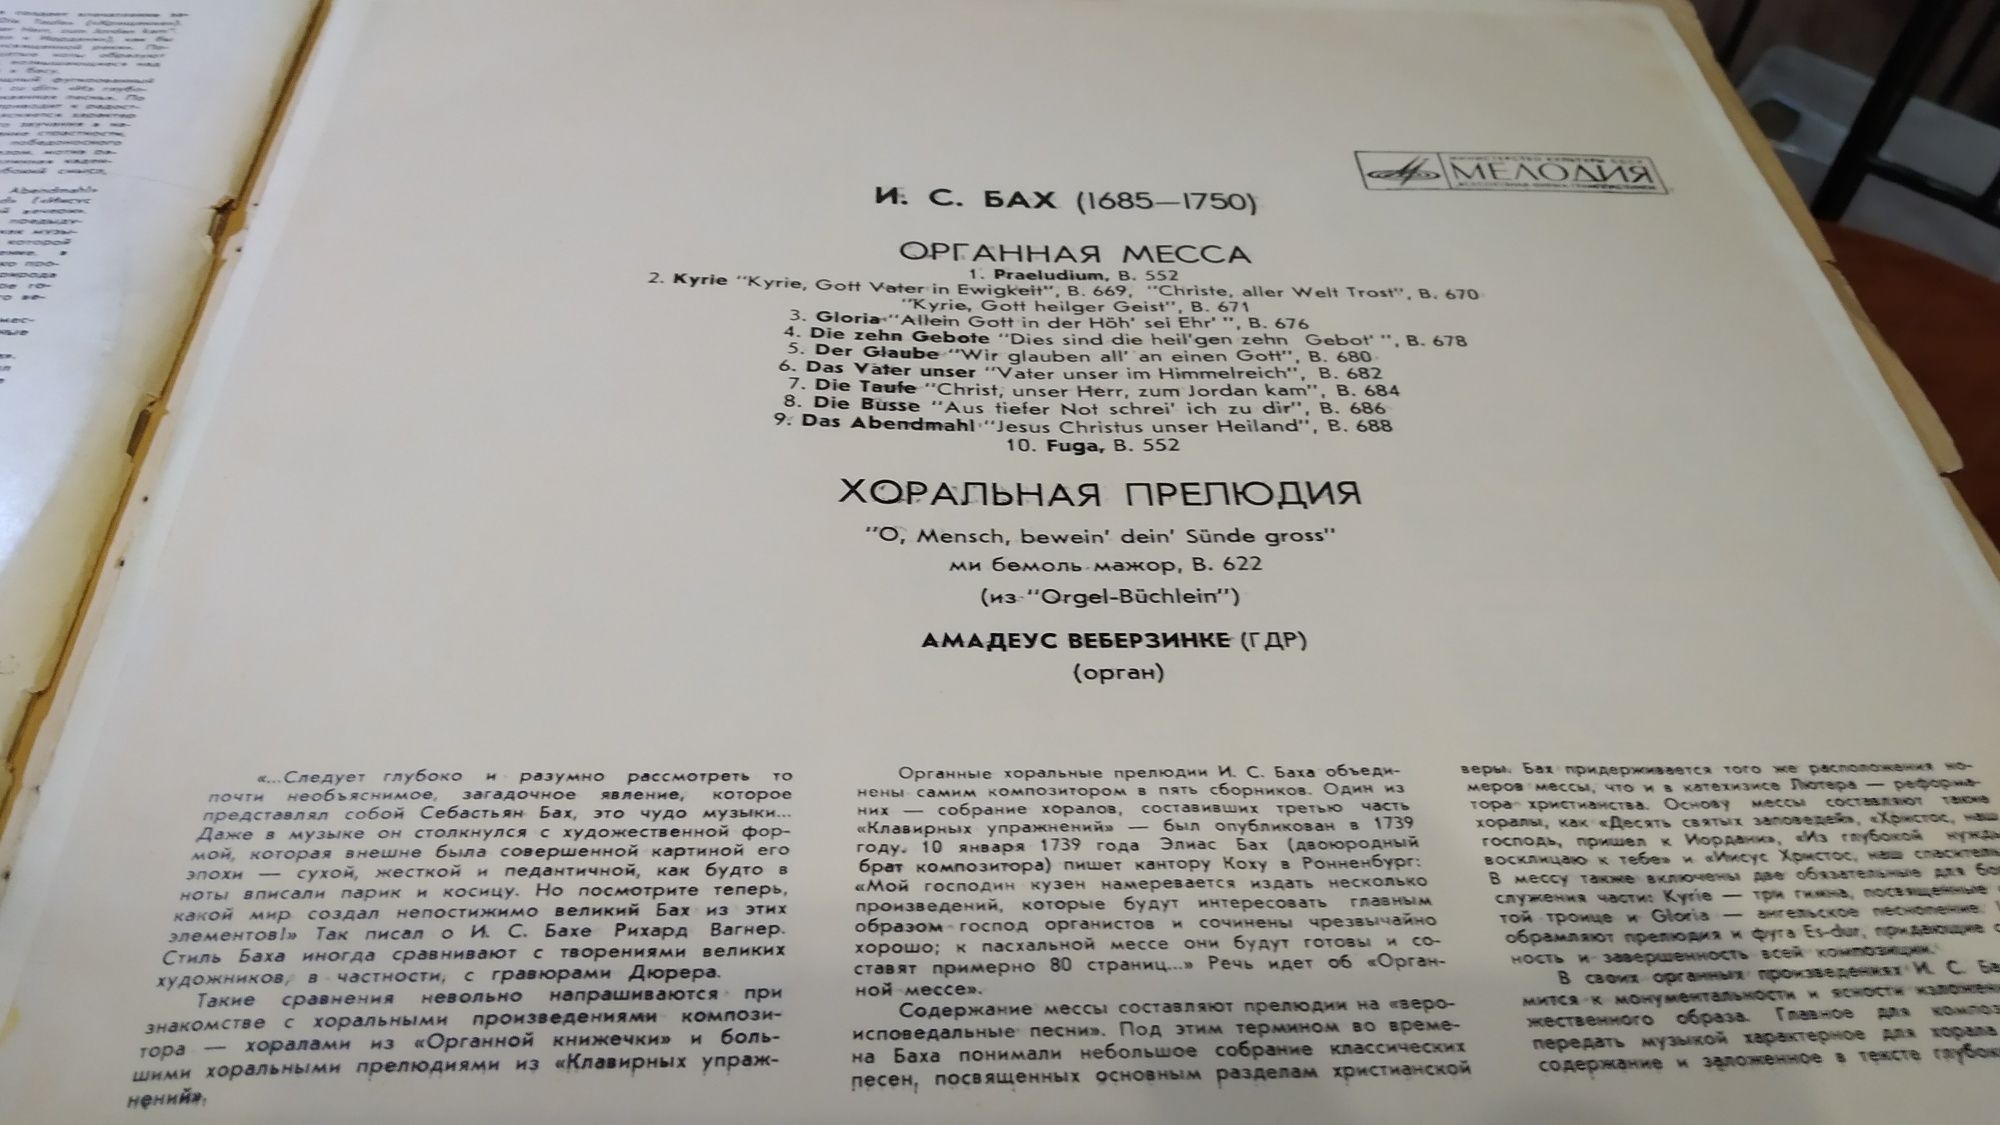 МЕЛОДИЯ
И. С. БАХ (1685—1750)
ОРГАННАЯ МЕССА
1. Praeludium, B. 552
2. Kyrie "Kyrie, Gott Vater in Ewigkeit", B. 669, "Christe, aller Welt Trost", B. 670
"Kyrie, Gott heilger Geist", B. 671
3. Gloria "Allein Gott in der Höh' sei Ehr' ", B. 676
4. Die zehn Gebote "Dies sind die heil'gen zehn Gebot' ", B. 678
5. Der Glaube "Wir glauben all' an einen Gott", B. 680
6. Das Vater unser "Vater unser im Himmelreich", B. 682
7. Die Taufe "Christ, unser Herr, zum Jordan kam", B. 684
8. Die Busse "Aus tiefer Not schrei' ich zu dir", B. 686
9. Das Abendmahl "Jesus Christus unser Heiland", B. 688
10. Fuga, B. 552
ХОРАЛЬНАЯ ПРЕЛЮДИЯ
"O, Mensch, bewein' dein' Sünde gross"
ми бемоль мажор, B. 622
(из "Orgel-Büchlein")
АМАДЕУС ВЕБЕРЗИНКЕ (ГДР)
(орган)
«...Следует глубоко и разумно рассмотреть то
почти необъяснимое, загадочное явление, которое
представлял собой Себастьян Бах, это чудо музыки...
Даже в музыке он столкнулся с художественной фор-
мой, которая внешне была совершенной картиной его
эпохи — сухой, жесткой и педантичной, как будто в
ноты вписали парик и косицу. Но посмотрите теперь,
какой мир создал непостижимо великий Бах из этих
элементов!» Так писал о И. С. Бахе Рихард Вагнер.
Стиль Баха иногда сравнивают с творениями великих
художников, в частности, с гравюрами Дюрера.
Такие сравнения невольно напрашиваются при
знакомстве с хоральными произведениями компози-
тора — хоралами из «Органной книжечки» и боль-
шими хоральными прелюдиями из «Клавирных упраж-
нений».
Органные хоральные прелюдии И. С. Баха объеди-
нены самим композитором в пять сборников. Один из
них — собрание хоралов, составивших третью часть
«Клавирных упражнений» — был опубликован в 1739
году. 10 января 1739 года Элиас Бах (двоюродный
брат композитора) пишет кантору Коху в Ронненбург:
«Мой господин кузен намеревается издать несколько
произведений, которые будут интересовать главным
образом господ органистов и сочинены чрезвычайно
хорошо; к пасхальной мессе они будут готовы и со-
ставят примерно 80 страниц...» Речь идет об «Орган-
ной мессе».
Содержание мессы составляют прелюдии на «веро-
исповедальные песни». Под этим термином во време-
на Баха понимали небольшое собрание классических
песен, посвященных основным разделам христианской
веры. Бах придерживается того же расположения но-
меров мессы, что и в катехизисе Лютера — реформа-
тора христианства. Основу мессы составляют такие
хоралы, как «Десять святых заповедей», «Христос, наш
господь, пришел к Иордани», «Из глубокой нужды
восклицаю к тебе» и «Иисус Христос, наш спаситель
В мессу также включены две обязательные для бог
служения части: Kyrie — три гимна, посвященные
той троице и Gloria — ангельское песнопение.
обрамляют прелюдия и фуга Es-dur, придающие
ность и завершенность всей композиции.
В своих органных произведениях И. С. Ба
мится к монументальности и ясности изложен
жественного образа. Главное для композ
передать музыкой характерное для хорала
содержание и заложенное в тексте глубок